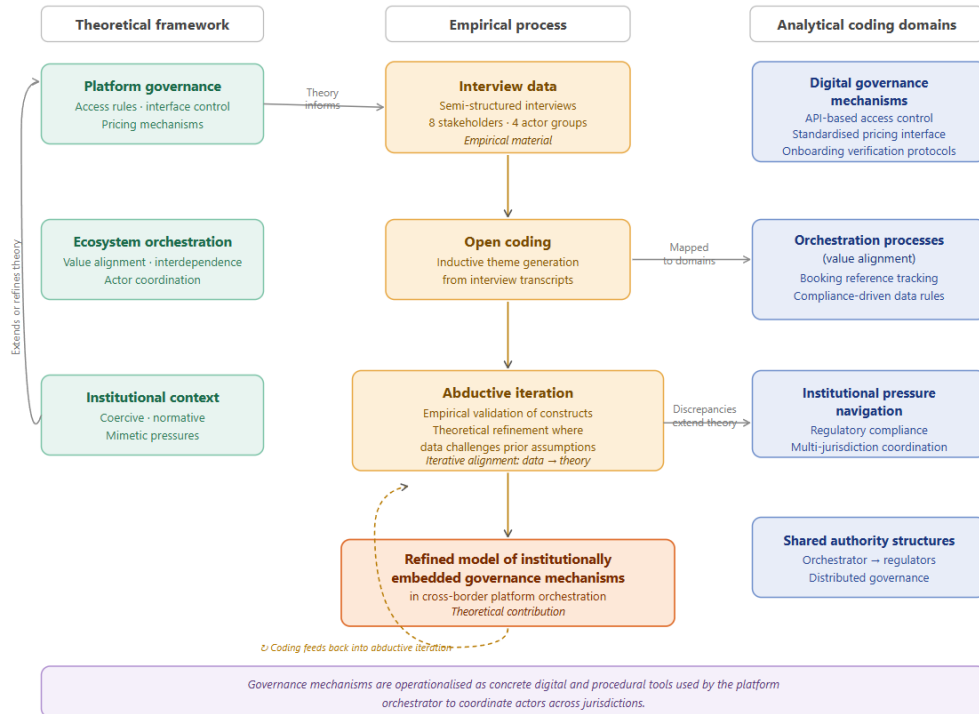 Theoretical framework
Empirical process
Analytical coding domains
Platform governance
Access rules · interface control
Pricing mechanisms
Theory
informs
Interview data
Semi-structured interviews
8 stakeholders · 4 actor groups
Empirical material
Digital governance
mechanisms
API-based access control
Standardised pricing interface
Onboarding verification protocols
Extends or refines theory
Ecosystem orchestration
Value alignment · interdependence
Actor coordination
Open coding
Inductive theme generation
from interview transcripts
Mapped
to domains
Orchestration processes
(value alignment)
Booking reference tracking
Compliance-driven data rules
Institutional context
Coercive · normative
Mimetic pressures
Abductive iteration
Empirical validation of constructs
Theoretical refinement where
data challenges prior assumptions
Iterative alignment: data → theory
Discrepancies
extend theory
Institutional pressure
navigation
Regulatory compliance
Multi-jurisdiction coordination
Refined model of institutionally
embedded governance mechanisms
in cross-border platform orchestration
Theoretical contribution
Shared authority structures
Orchestrator → regulators
Distributed governance
↻ Coding feeds back into abductive iteration
Governance mechanisms are operationalised as concrete digital and procedural tools used by the platform
orchestrator to coordinate actors across jurisdictions.